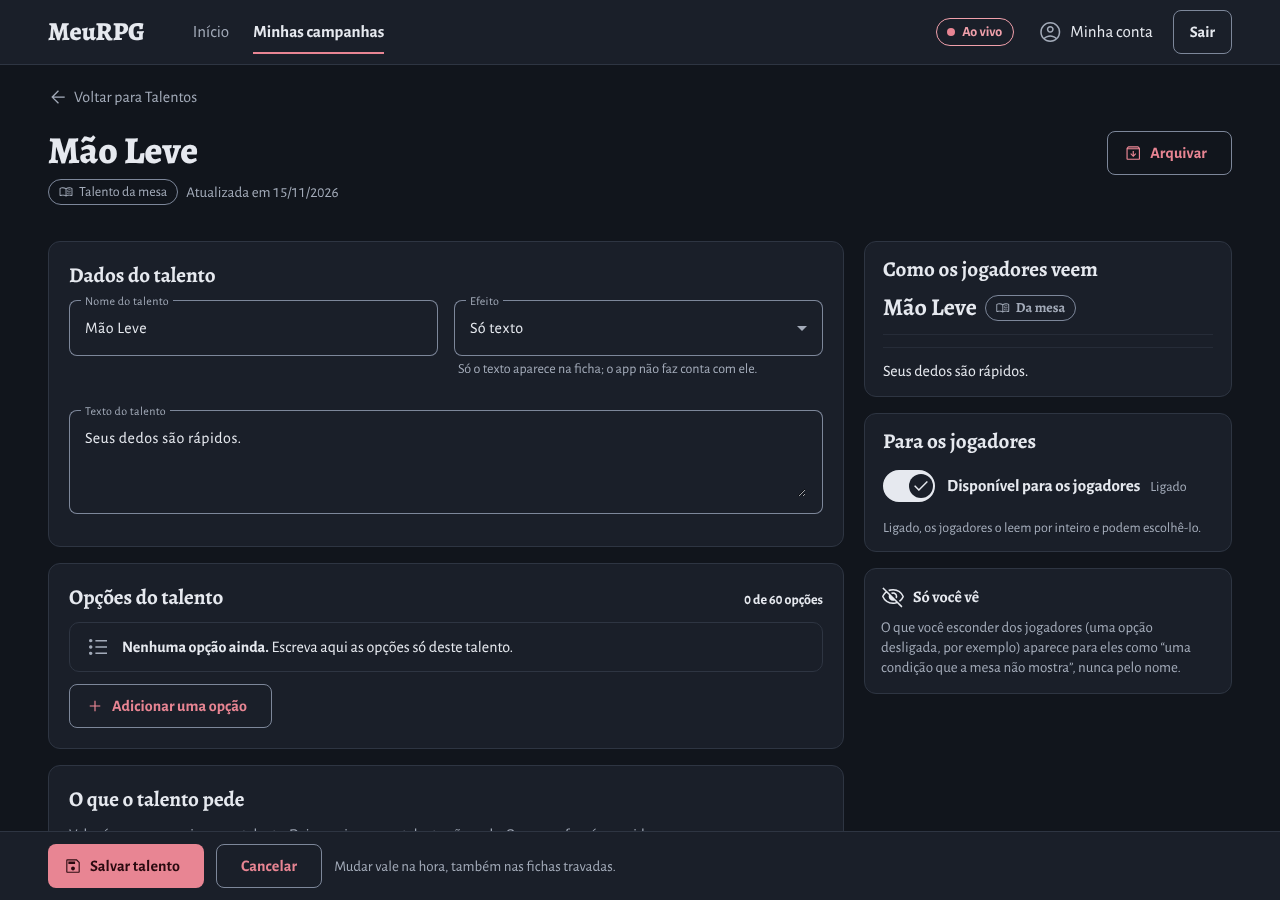 MeuRPG
Início
Minhas campanhas
Ao vivo
Minha conta
Sair
Voltar para Talentos
Mão Leve
Arquivar
Talento da mesa
Atualizada em 15/11/2026
Dados do talento
Nome do talento
Mão Leve
Efeito
Só texto
Só o texto aparece na ficha; o app não faz conta com ele.
Texto do talento
Seus dedos são rápidos.
Opções do talento
0 de 60 opções
Nenhuma opção ainda. Escreva aqui as opções só deste talento.
Adicionar uma opção
O que o talento pede
Como os jogadores veem
Mão Leve
Da mesa
Seus dedos são rápidos.
Para os jogadores
Disponível para os jogadores
Ligado
Ligado, os jogadores o leem por inteiro e podem escolhê-lo.
Só você vê
O que você esconder dos jogadores (uma opção
desligada, por exemplo) aparece para eles como “uma
condição que a mesa não mostra”, nunca pelo nome.
Salvar talento
Cancelar
Mudar vale na hora, também nas fichas travadas.